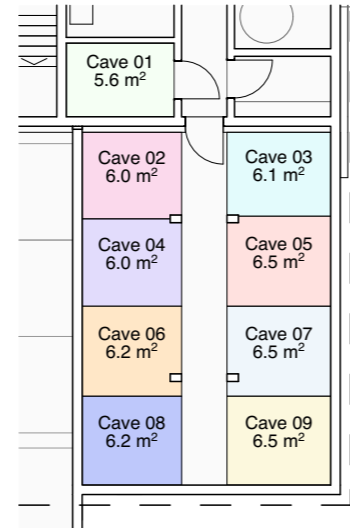 Cave 01
5.6 m²
Cave 02
6.0 m²
Cave 03
6.1 m²
Cave 04
6.0 m²
Cave 05
6.5 m²
Cave 06
6.2 m²
Cave 07
6.5 m²
Cave 08
6.2 m²
Cave 09
6.5 m²